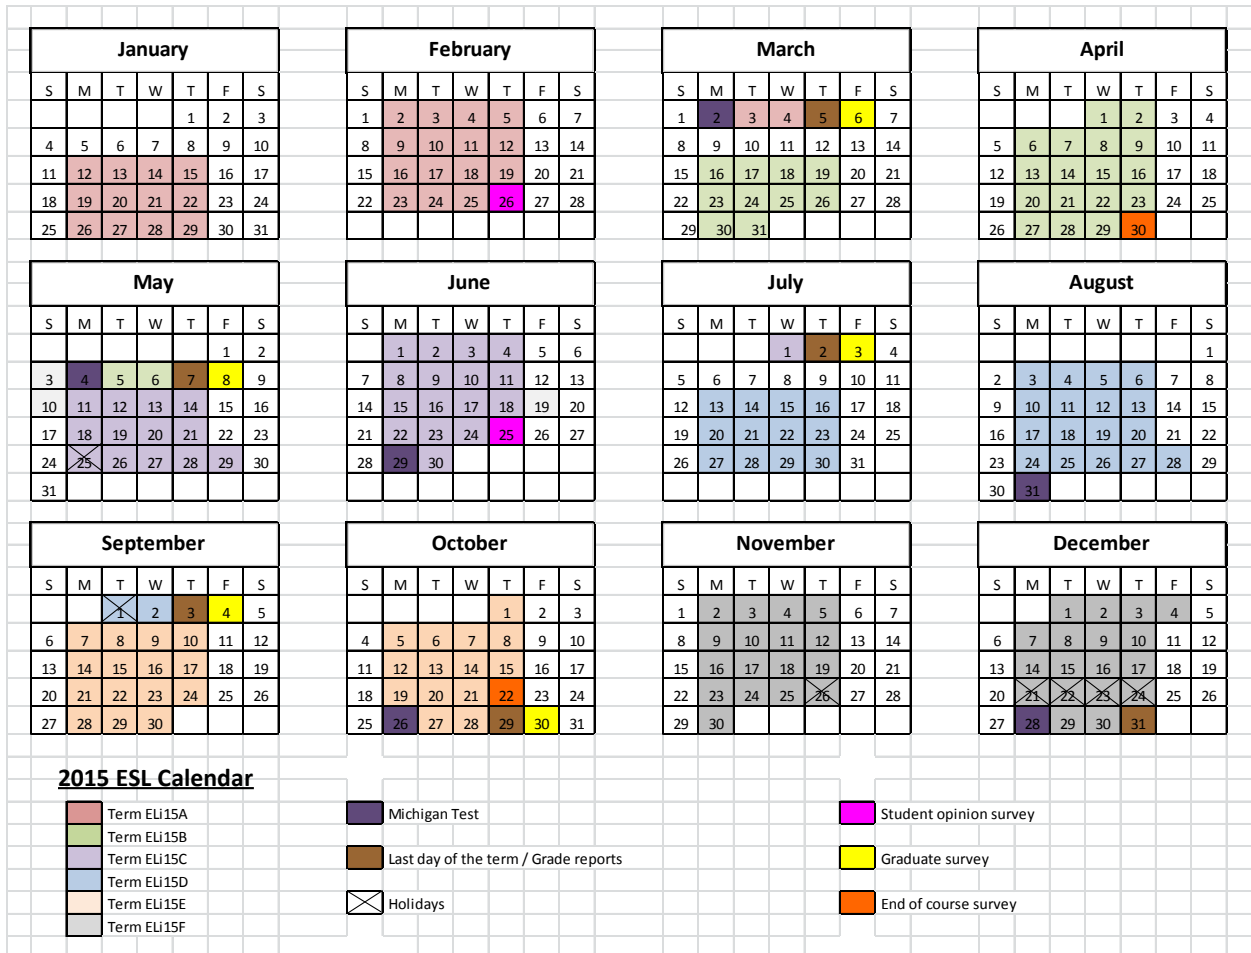 January February March April
S M T W T F S S M T W T F S S M T W T F S S M T W T F S
1 2 3 1 2 3 4 5 6 7 1 2 3 4 5 6 7 1 2 3 4
4 5 6 7 8 9 10 8 9 10 11 12 13 14 8 9 10 11 12 13 14 5 6 7 8 9 10 11
11 12 13 14 15 16 17 15 16 17 18 19 20 21 15 16 17 18 19 20 21 12 13 14 15 16 17 18
18 19 20 21 22 23 24 22 23 24 25 26 27 28 22 23 24 25 26 27 28 19 20 21 22 23 24 25
25 26 27 28 29 30 31 29 30 31 26 27 28 29 30
May June July August
S M T W T F S S M T W T F S S M T W T F S S M T W T F S
1 2 1 2 3 4 5 6 1 2 3 4 1
3 4 5 6 7 8 9 7 8 9 10 11 12 13 5 6 7 8 9 10 11 2 3 4 5 6 7 8
10 11 12 13 14 15 16 14 15 16 17 18 19 20 12 13 14 15 16 17 18 9 10 11 12 13 14 15
17 18 19 20 21 22 23 21 22 23 24 25 26 27 19 20 21 22 23 24 25 16 17 18 19 20 21 22
24 25 26 27 28 29 30 28 29 30 26 27 28 29 30 31 23 24 25 26 27 28 29
31 30 31
September October November December
S M T W T F S S M T W T F S S M T W T F S S M T W T F S
1 2 3 4 5 1 2 3 1 2 3 4 5 6 7 1 2 3 4 5
6 7 8 9 10 11 12 4 5 6 7 8 9 10 8 9 10 11 12 13 14 6 7 8 9 10 11 12
13 14 15 16 17 18 19 11 12 13 14 15 16 17 15 16 17 18 19 20 21 13 14 15 16 17 18 19
20 21 22 23 24 25 26 18 19 20 21 22 23 24 22 23 24 25 26 27 28 20 21 22 23 24 25 26
27 28 29 30 25 26 27 28 29 30 31 29 30 27 28 29 30 31
2015 ESL Calendar
Term ELi15A Michigan Test Student opinion survey
Term ELi15B
Term ELi15C Last day of the term / Grade reports Graduate survey
Term ELi15D
Term ELi15E Holidays End of course survey
Term ELi15F